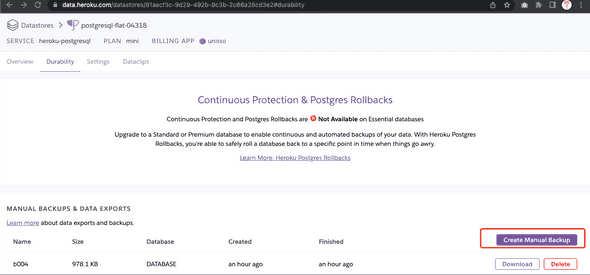 data.heroku.com/datastores/81aacf3c-9d29-492b-9c3b-2c86a28cd3e2#durability
Datastores > postgresql-flat-04318
SERVICE heroku-postgresql PLAN mini BILLING APP unisso
Overview Durability Settings Dataclips
Continuous Protection & Postgres Rollbacks
Continuous Protection and Postgres Rollbacks are Not Available on Essential databases
Upgrade to a Standard or Premium database to enable continuous and automated backups of your data. With Heroku Postgres
Rollbacks, you're able to safely roll a database back to a specific point in time when things go awry.
Learn More: Heroku Postgres Rollbacks
MANUAL BACKUPS & DATA EXPORTS
Learn more about data exports and backups.
Create Manual Backup
Name Size Database Created Finished
b004 978.1 KB DATABASE an hour ago an hour ago Download Delete